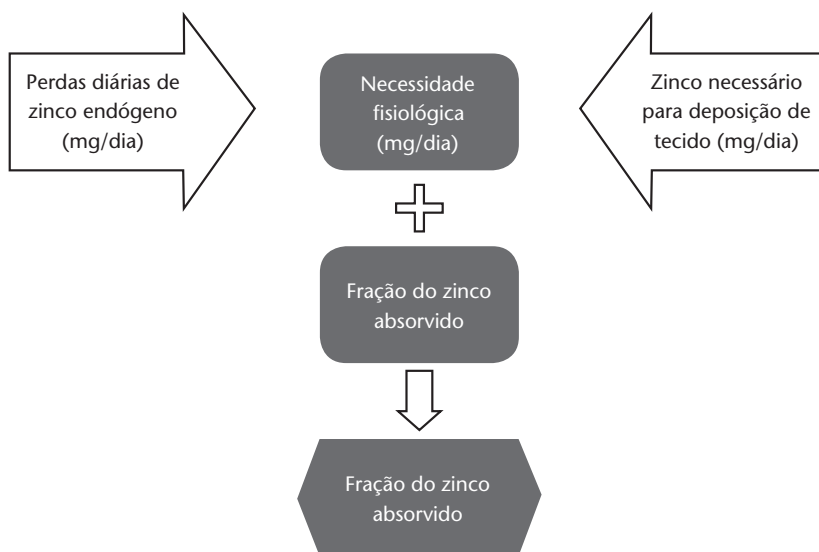 Perdas diárias de
zinco endógeno
(mg/dia)
Necessidade
fisiológica
(mg/dia)
Zinco necessário
para deposição de
tecido (mg/dia)
Fração do zinco
absorvido
Fração do zinco
absorvido